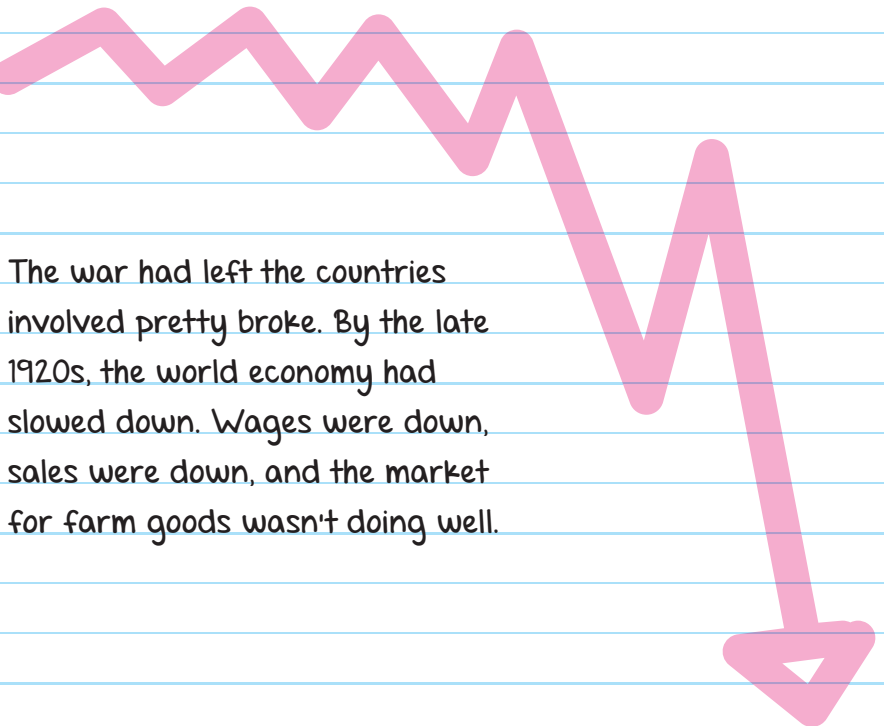 The war had left the countries
involved pretty broke. By the late
1920s, the world economy had
slowed down. Wages were down,
sales were down, and the market
for farm goods wasn't doing well.